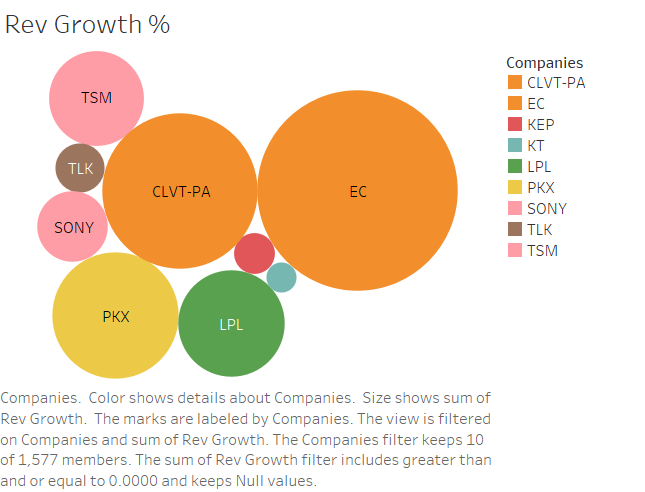 Rev Growth %
TSM
TLK
CLVT-PA
EC
SONY
PKX
LPL
Companies
CLVT-PA
EC
KEP
KT
LPL
PKX
SONY
TLK
TSM
Companies.  Color shows details about Companies.  Size shows sum of
Rev Growth.  The marks are labeled by Companies. The view is filtered
on Companies and sum of Rev Growth. The Companies filter keeps 10
of 1,577 members. The sum of Rev Growth filter includes greater than
and or equal to 0.0000 and keeps Null values.